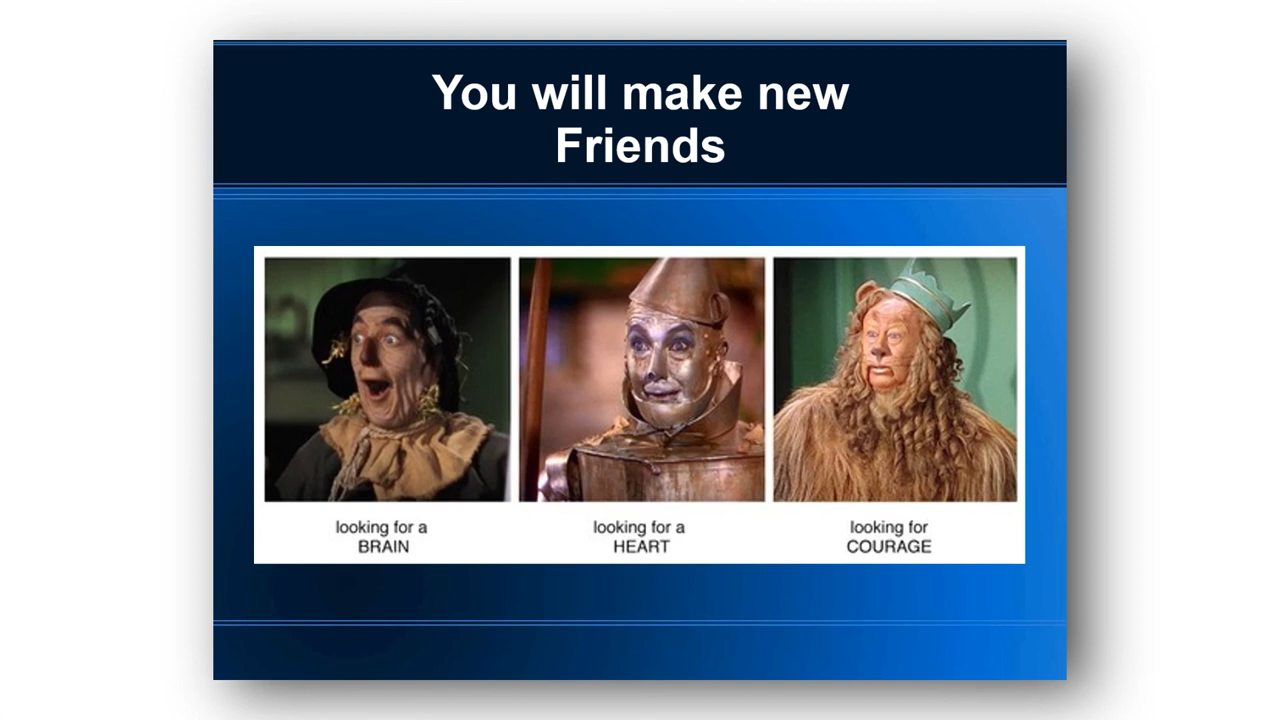 You will make new
Friends
looking for a
BRAIN
looking for a
HEART
looking for
COURAGE